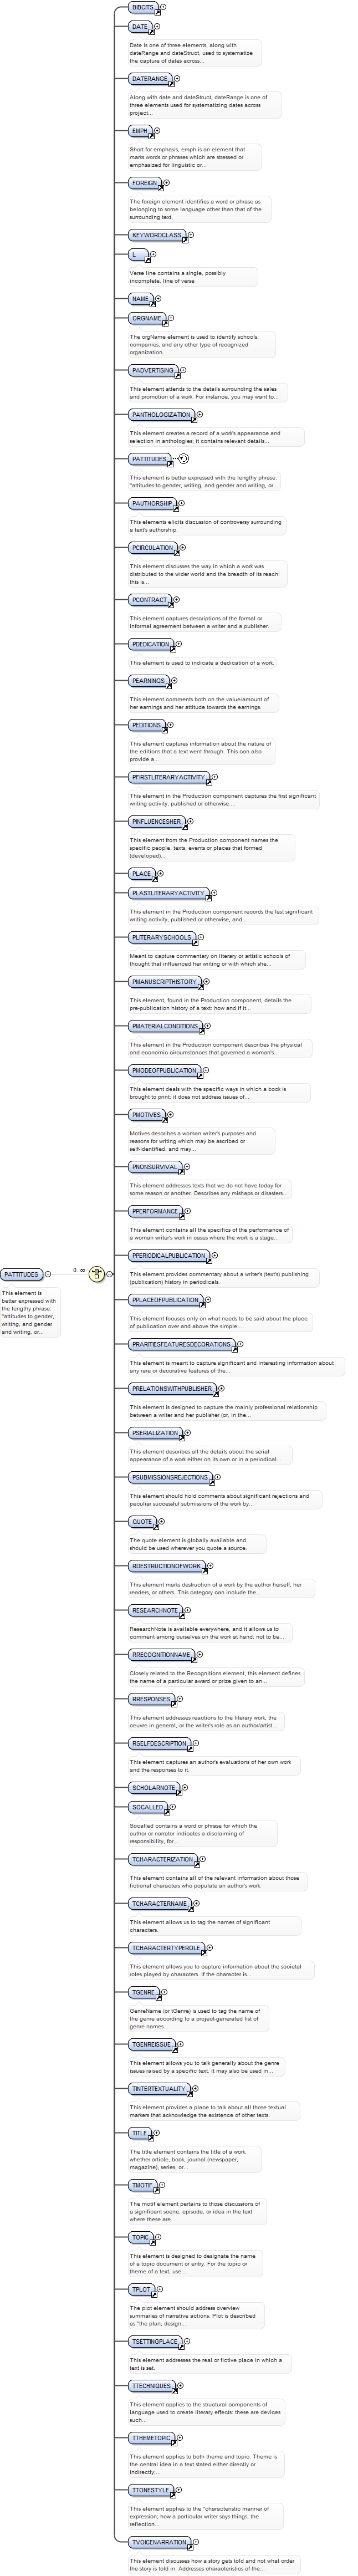 BIBCITS
DATE
Date is one of three elements, along with
dateRange and dateStruct, used to systematize
the capture of dates across...
DATERANGE
Along with date and dateStruct, dateRange is one of
three elements used for systematizing dates across
project...
EMPH
Short for emphasis, emph is an element that
marks words or phrases which are stressed or
emphasized for linguistic or...
FOREIGN
The foreign element identifies a word or phrase as
belonging to some language other than that of the
surrounding text.
KEYWORDCLASS
L
Verse line contains a single, possibly
incomplete, line of verse
NAME
ORGNAME
The orgName element is used to identify schools,
companies, and any other type of recognized
organization.
PADVERTISING
This element attends to the details surrounding the sales
and promotion of a work. For instance, you may want to...
PANTHOLOGIZATION
This element creates a record of a work's appearance and
selection in anthologies; it contains relevant details...
PATTITUDES
This element is better expressed with the lengthy phrase:
"attitudes to gender, writing, and gender and writing, or...
PAUTHORSHIP
This elements elicits discussion of controversy surrounding
a text's authorship.
PCIRCULATION
This element discusses the way in which a work was
distributed to the wider world and the breadth of its reach:
this is...
PCONTRACT
This element captures descriptions of the formal or
informal agreement between a writer and a publisher.
PDEDICATION
This element is used to indicate a dedication of a work.
PEARNINGS
This element comments both on the value/amount of
her earnings and her attitude towards the earnings.
PEDITIONS
This element captures information about the nature of
the editions that a text went through. This can also
provide a...
PFIRSTLITERARYACTIVITY
This element in the Production component captures the first significant
writing activity, published or otherwise....
PINFLUENCESHER
This element from the Production component names the
specific people, texts, events or places that formed
(developed)...
PLACE
PLASTLITERARYACTIVITY
This element in the Production component records the last significant
writing activity, published or otherwise, and...
PLITERARYSCHOOLS
Meant to capture commentary on literary or artistic schools of
thought that influenced her writing or with which she...
PMANUSCRIPTHISTORY
This element, found in the Production component, details the
pre-publication history of a text: how and if it...
PMATERIALCONDITIONS
This element in the Production component describes the physical
and economic circumstances that governed a woman's...
PMODEOFPUBLICATION
This element deals with the specific ways in which a book is
brought to print; it does not address issues of...
PMOTIVES
Motives describes a woman writer's purposes and
reasons for writing which may be ascribed or
self-identified, and may...
PNONSURVIVAL
This element addresses texts that we do not have today for
some reason or another. Describes any mishaps or disasters...
PPERFORMANCE
This element contains all the specifics of the performance of
a woman writer's work in cases where the work is a stage...
PPERIODICALPUBLICATION
This element provides commentary about a writer's (text's) publishing
(publication) history in periodicals.
PPLACEOFPUBLICATION
This element focuses only on what needs to be said about the place
of publication over and above the simple...
PRARITIESFEATURESDECORATIONS
This element is meant to capture significant and interesting information about
any rare or decorative features of the...
PRELATIONSWITHPUBLISHER
This element is designed to capture the mainly professional relationship
between a writer and her publisher (or, in the...
PATTITUDES
0..∞
This element is
better expressed with
the lengthy phrase:
"attitudes to gender,
writing, and gender
and writing, or...
PSERIALIZATION
This element describes all the details about the serial
appearance of a work either on its own or in a periodical...
PSUBMISSIONSREJECTIONS
This element should hold comments about significant rejections and
peculiar successful submissions of the work by...
QUOTE
The quote element is globally available and
should be used wherever you quote a source.
RDESTRUCTIONOFWORK
This element marks destruction of a work by the author herself, her
readers, or others. This category can include the...
RESEARCHNOTE
ResearchNote is available everywhere, and it allows us to
comment among ourselves on the work at hand; not to be...
RRECOGNITIONNAME
Closely related to the Recognitions element, this element defines
the name of a particular award or prize given to an...
RRESPONSES
This element addresses reactions to the literary work, the
oeuvre in general, or the writer's role as an author/artist...
RSELFDESCRIPTION
This element captures an author's evaluations of her own work
and the responses to it.
SCHOLARNOTE
SOCALLED
Socalled contains a word or phrase for which the
author or narrator indicates a disclaiming of
responsibility, for...
TCHARACTERIZATION
This element contains all of the relevant information about those
fictional characters who populate an author's work.
TCHARACTERNAME
This element allows us to tag the names of significant
characters.
TCHARACTERTYPEROLE
This element allows you to capture information about the societal
roles played by characters. If the character is...
TGENRE
GenreName (or tGenre) is used to tag the name of
the genre according to a project-generated list of
genre names.
TGENREISSUE
This element allows you to talk generally about the genre
issues raised by a specific text. It may also be used in...
TINTERTEXTUALITY
This element provides a place to talk about all those textual
markers that acknowledge the existence of other texts.
TITLE
The title element contains the title of a work,
whether article, book, journal (newspaper,
magazine), series, or...
TMOTIF
The motif element pertains to those discussions of
a significant scene, episode, or idea in the text
where these are...
TOPIC
This element is designed to designate the name
of a topic document or entry. For the topic or
theme of a text, use...
TPLOT
The plot element should address overview
summaries of narrative actions. Plot is described
as "the plan, design,...
TSETTINGPLACE
This element addresses the real or fictive place in which a
text is set.
TTECHNIQUES
This element applies to the structural components of
language used to create literary effects: these are devices
such...
TTHEMETOPIC
This element applies to both theme and topic. Theme is
the central idea in a text stated either directly or
indirectly;...
TTONESTYLE
This element applies to the "characteristic manner of
expression; how a particular writer says things; the
reflection...
TVOICENARRATION
This element discusses how a story gets told and not what order
the story is told in. Addresses characteristics of the...